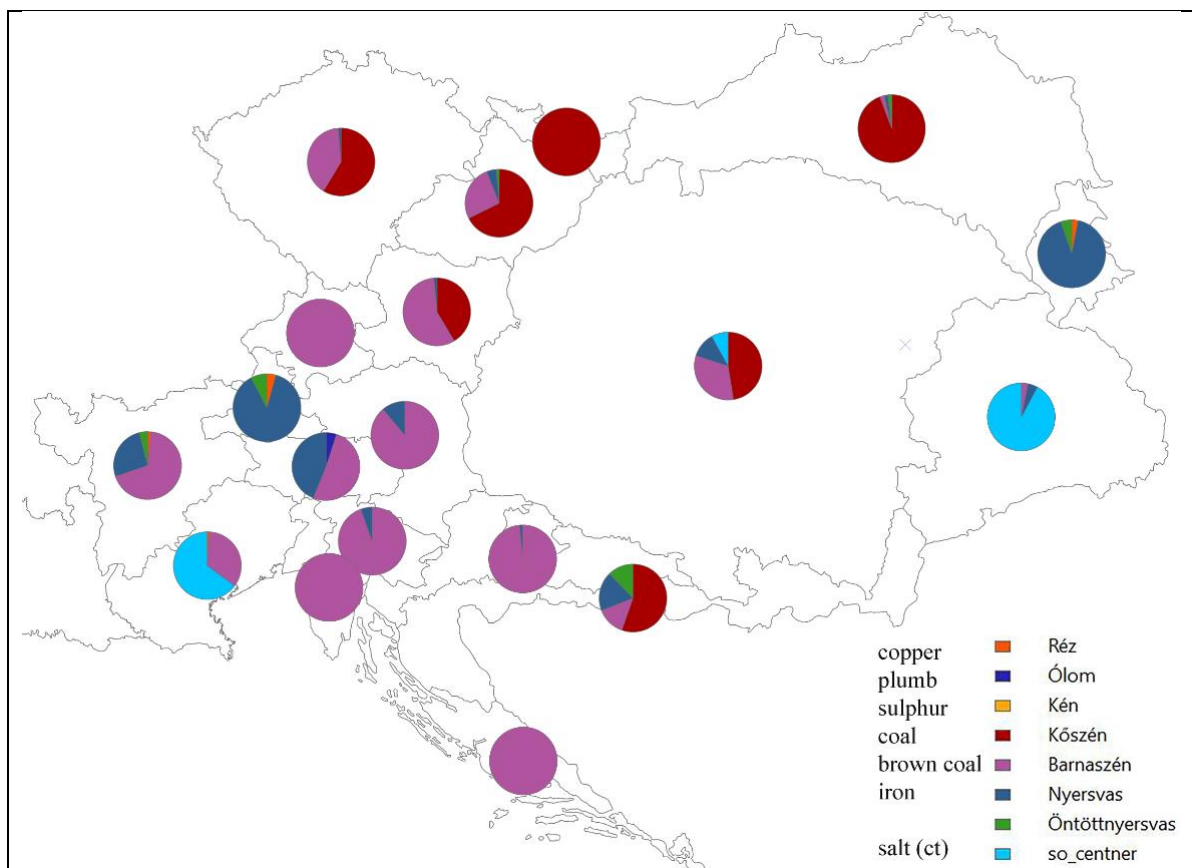 copper Réz
plumb Ólom
sulphur Kén
coal Kőszén
brown coal Barnaszén
iron Nyersvas
Öntöttnyersvas
salt (ct) so_centner